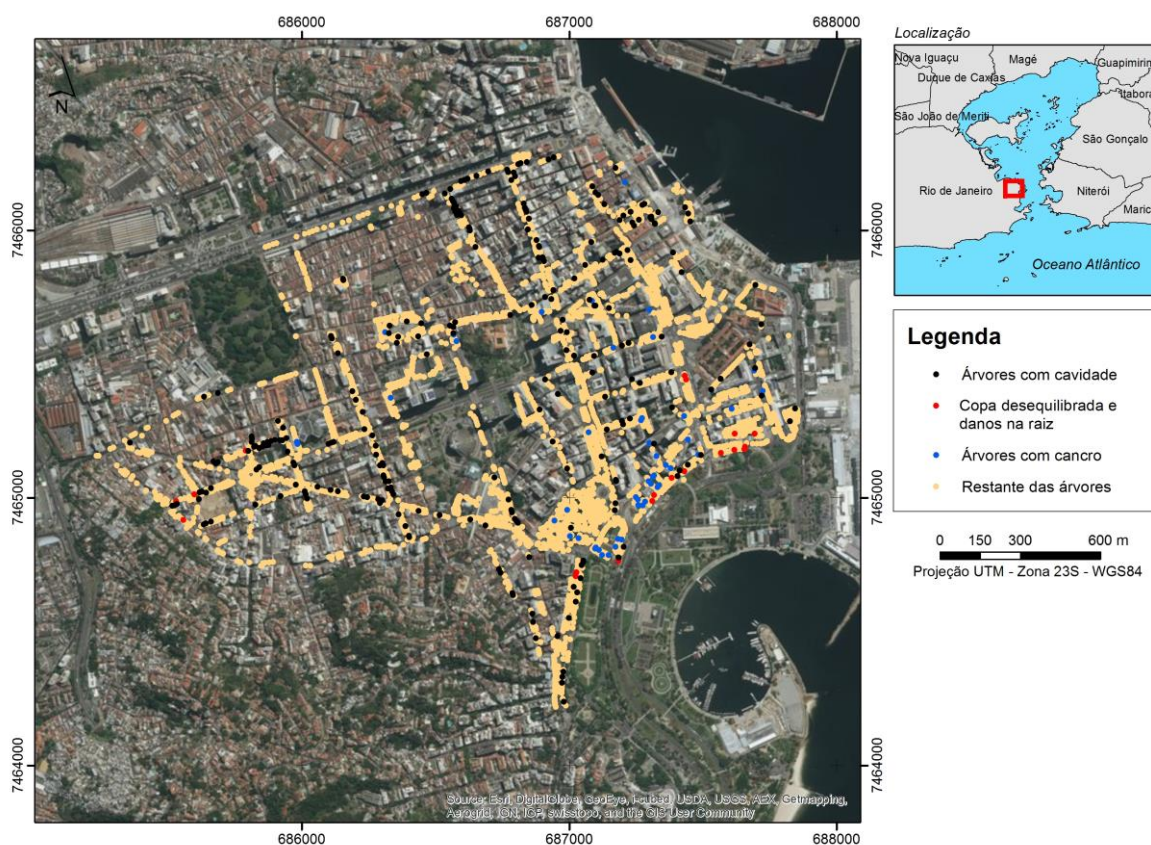 686000
687000
688000
N
7466000
7465000
7464000
7466000
7465000
7464000
Source: Esri, DigitalGlobe, GeoEye, i-cubed, USDA, USGS, AEX, Getmapping,
Aerogrid, IGN, IGP, swisstopo, and the GIS User Community
686000
687000
688000
Localização
Nova Iguaçu
Magé
Guapimirim
Duque de Caxias
Itabora
São João de Meriti
São Gonçalo
Rio de Janeiro
Niterói
Maric
Oceano Atlântico
Legenda
Árvores com cavidade
Copa desequilibrada e
danos na raiz
Árvores com cancro
Restante das árvores
0 150 300 600 m
Projeção UTM - Zona 23S - WGS84